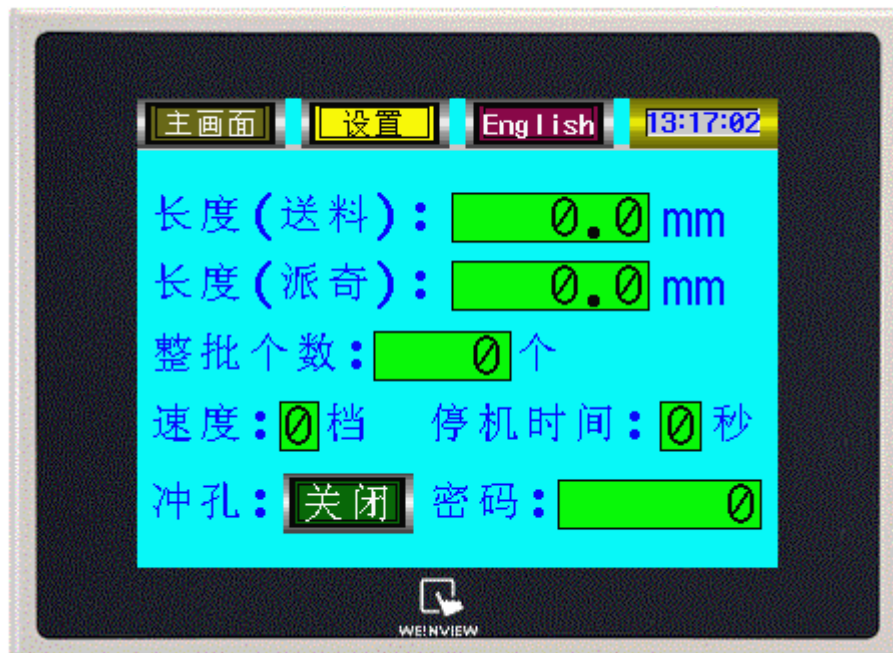 主画面 设置 English 13:17:02
长度(送料): 0.0 mm
长度(派奇): 0.0 mm
整批个数: 0 个
速度: 0 档 停机时间: 0 秒
冲孔: 关闭 密码: 0
WEINVIEW